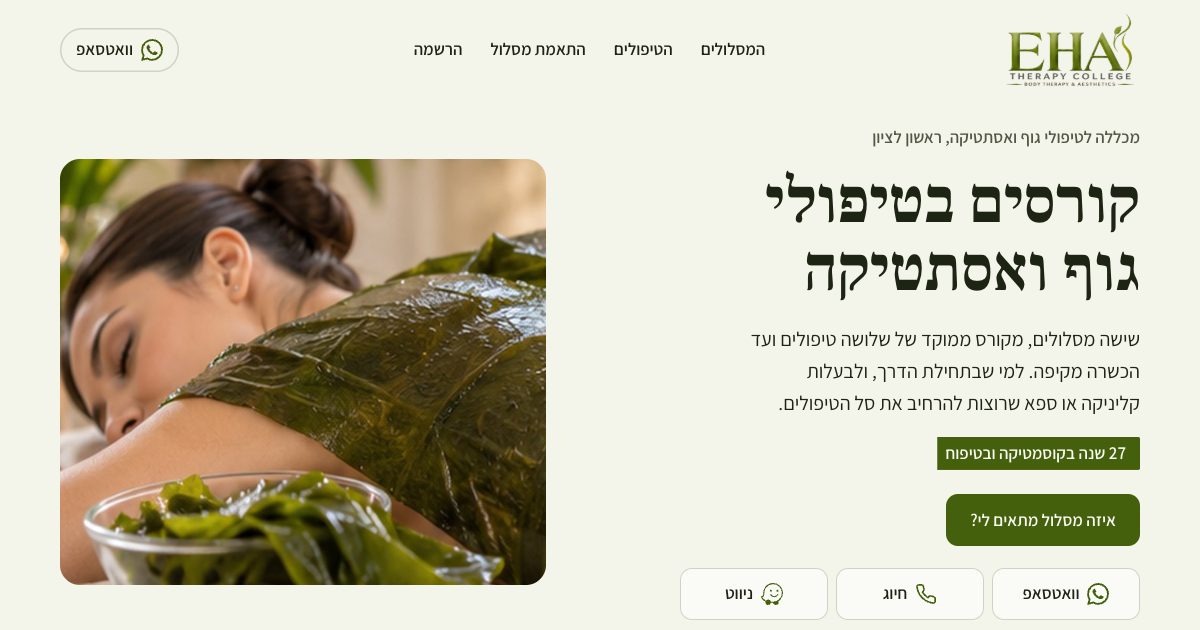 EHA
THERAPY COLLEGE
BODY THERAPY & AESTHETICS
המסלולים
הטיפולים
התאמת מסלול
הרשמה
וואטסאפ
מכללה לטיפולי גוף ואסתטיקה, ראשון לציון
קורסים בטיפולי
גוף ואסתטיקה
שישה מסלולים, מקורס ממוקד של שלושה טיפולים ועד
הכשרה מקיפה. למי שבתחילת הדרך, ולבעלות
קליניקה או ספא שרוצות להרחיב את סל הטיפולים.
27 שנה בקוסמטיקה ובטיפוח
איזה מסלול מתאים לי?
וואטסאפ
חיוג
ניווט